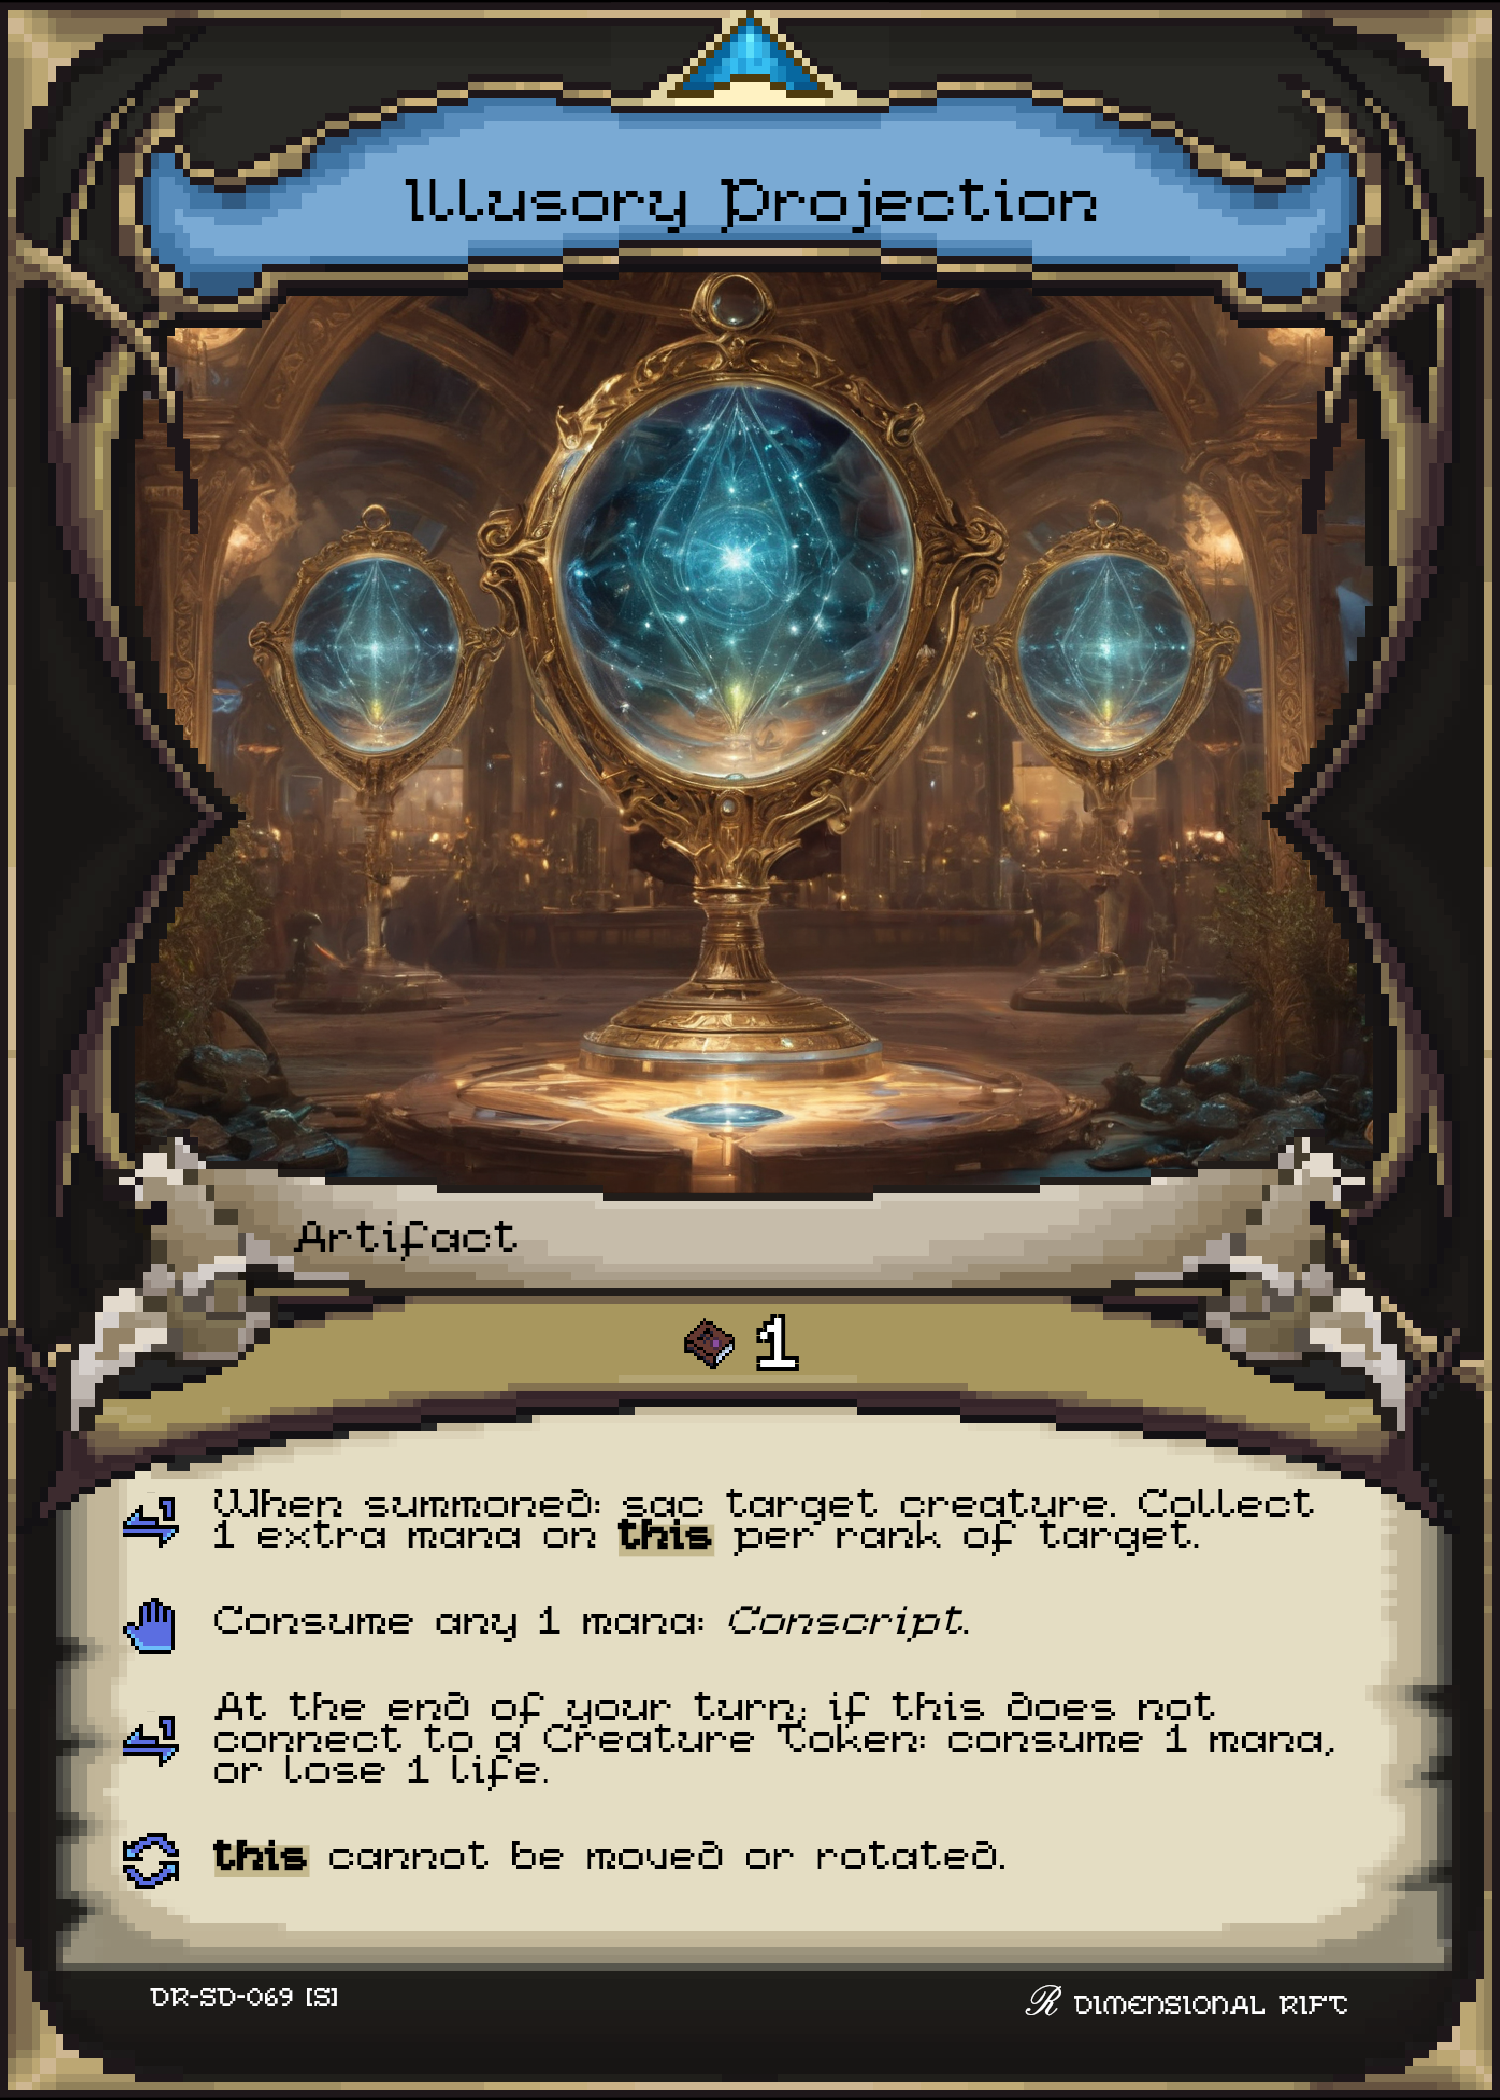 Illusory Projection
Artifact
1
When summoned: sac target creature. Collect
1 extra mana on this per rank of target.
Consume any 1 mana: Conscript.
At the end of your turn; if this does not
connect to a Creature Token: consume 1 mana,
or lose 1 life.
this cannot be moved or rotated.
DR-SD-069 [S]
R DIMENSIONAL RIFT